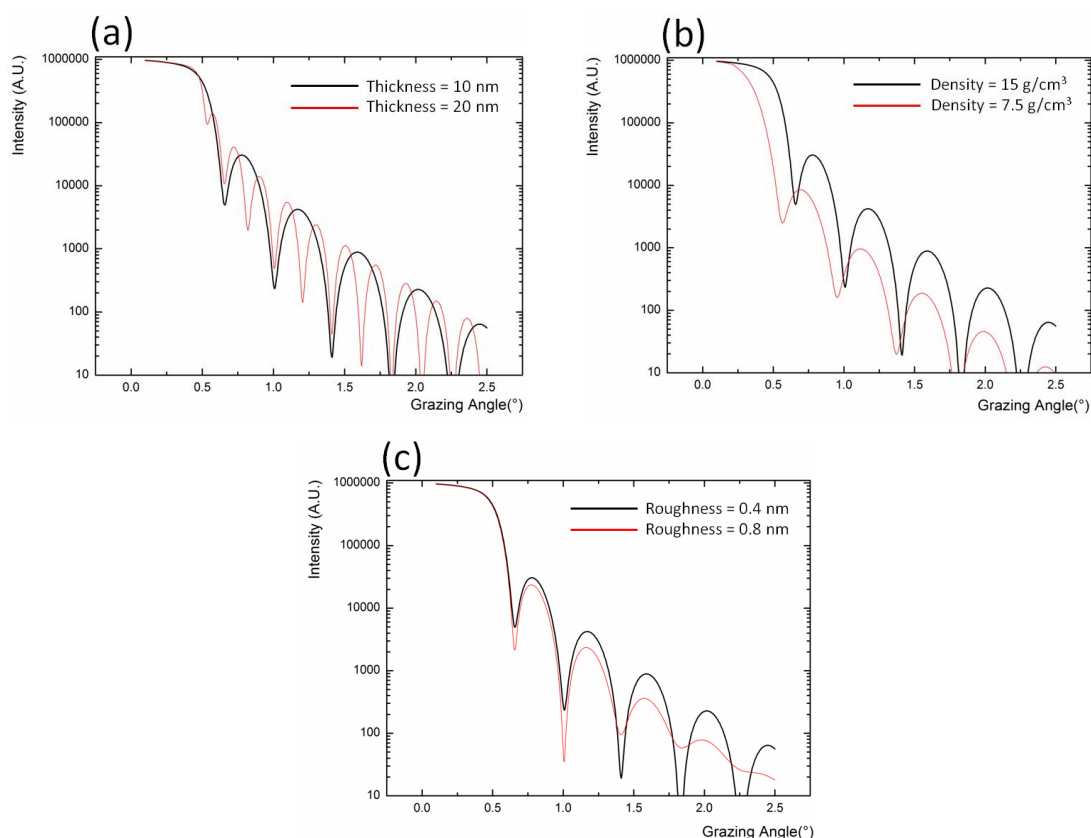 (a)
Intensity (A.U.)
1000000
100000
10000
1000
100
10
Thickness = 10 nm
Thickness = 20 nm
0.0 0.5 1.0 1.5 2.0 2.5
Grazing Angle(°)
(b)
Intensity (A.U.)
1000000
100000
10000
1000
100
10
Density = 15 g/cm³
Density = 7.5 g/cm³
0.0 0.5 1.0 1.5 2.0 2.5
Grazing Angle(°)
(c)
Intensity (A.U.)
1000000
100000
10000
1000
100
10
Roughness = 0.4 nm
Roughness = 0.8 nm
0.0 0.5 1.0 1.5 2.0 2.5
Grazing Angle(°)